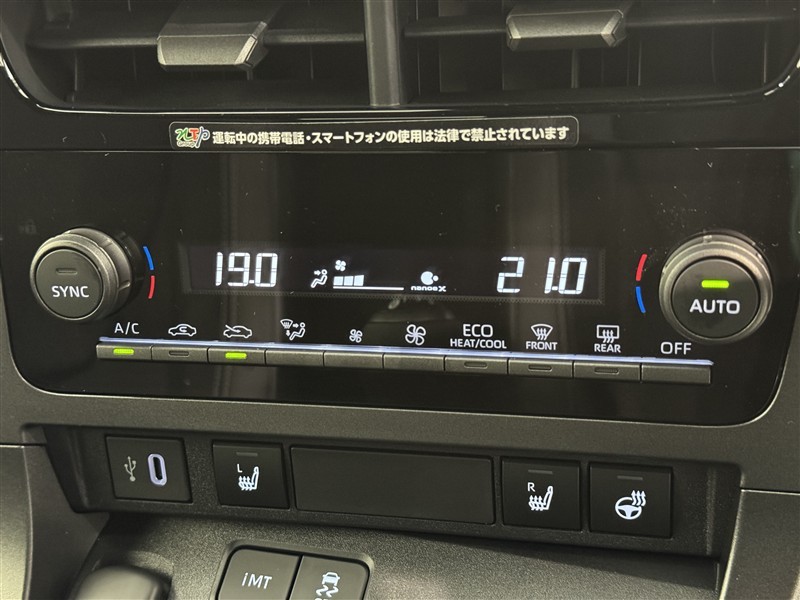 運転中の携帯電話・スマートフォンの使用は法律で禁止されています
19.0
nanoe X
21.0
SYNC
AUTO
A/C
ECO
HEAT/COOL
FRONT
REAR
OFF
L
R
iMT